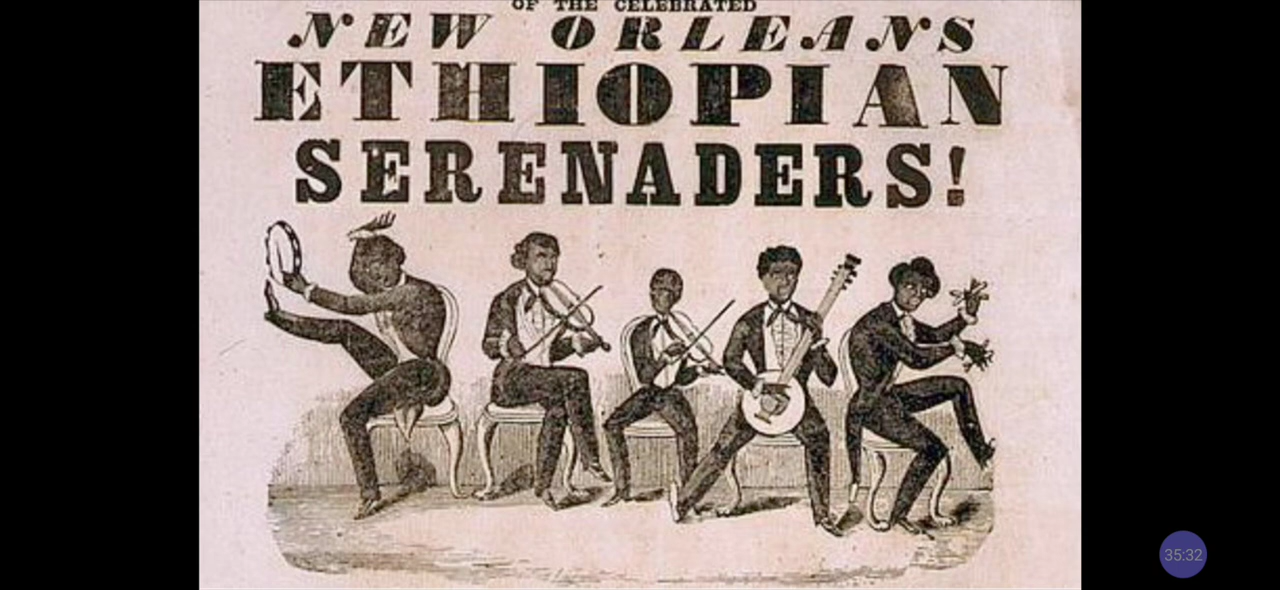 OF THE CELEBRATED
NEW ORLEANS
ETHIOPIAN
SERENADERS!
35:32